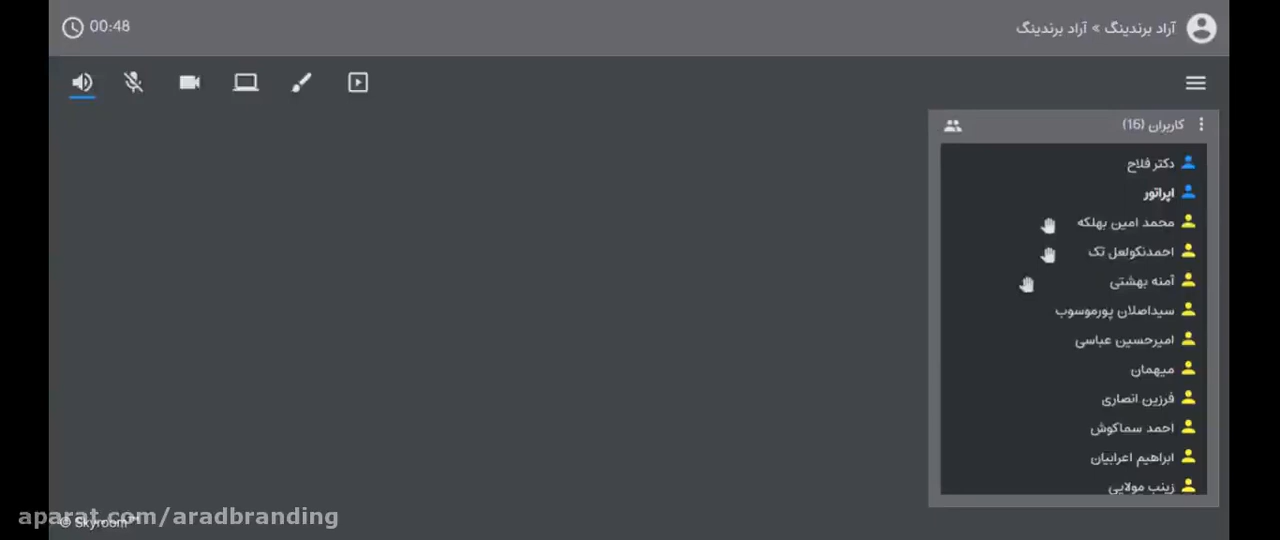 00:48
آراد برندینگ » آراد برندینگ
کاربران (16)
دکتر فلاح
اپراتور
محمد امین بهلکه
احمدنکولعل تک
آمنه بهشتی
سیداصلان پورموسوب
امیرحسین عباسی
میهمان
فرزین انصاری
احمد سماکوش
ابراهیم اعرابیان
زینب مولایی
aparat.com/aradbranding
© Skyroom™